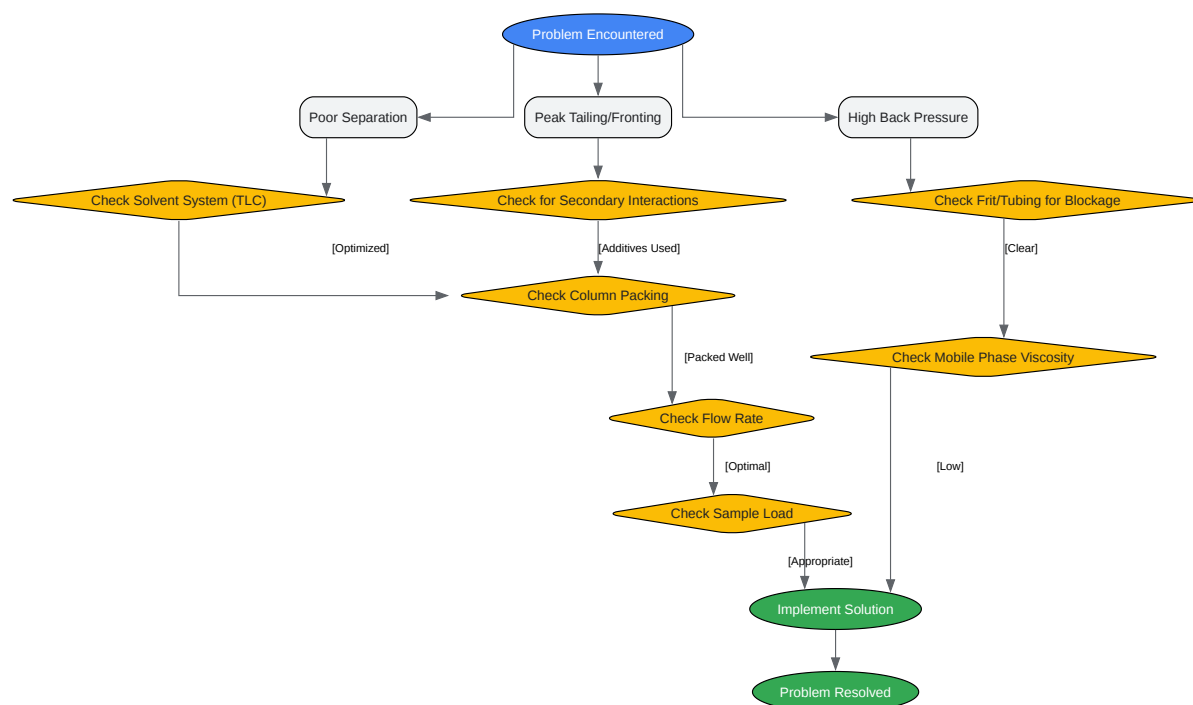 Problem Encountered
Poor Separation
Peak Tailing/Fronting
High Back Pressure
Check Solvent System (TLC)
Check for Secondary Interactions
Check Frit/Tubing for Blockage
[Optimized]
[Additives Used]
[Clear]
Check Column Packing
[Packed Well]
Check Mobile Phase Viscosity
Check Flow Rate
[Optimal]
[Low]
Check Sample Load
[Appropriate]
Implement Solution
Problem Resolved